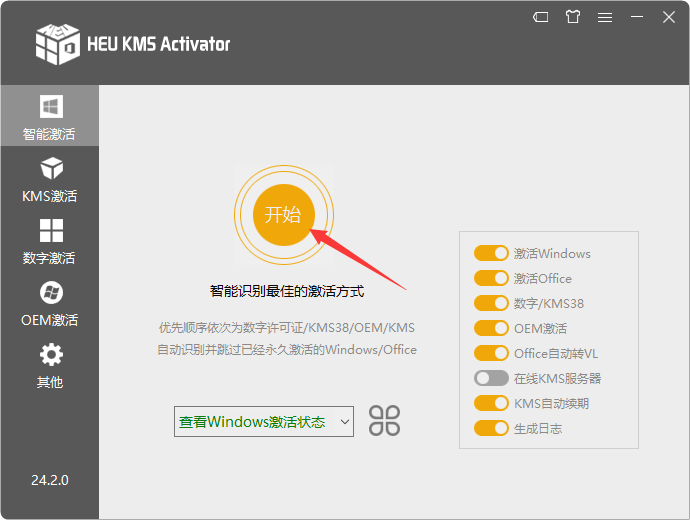 HEU KMS Activator
智能激活
KMS激活
数字激活
OEM激活
其他
24.2.0
开始
智能识别最佳的激活方式
优先顺序依次为数字许可证/KMS38/OEM/KMS
自动识别并跳过已经永久激活的Windows/Office
查看Windows激活状态
激活Windows
激活Office
数字/KMS38
OEM激活
Office自动转VL
在线KMS服务器
KMS自动续期
生成日志